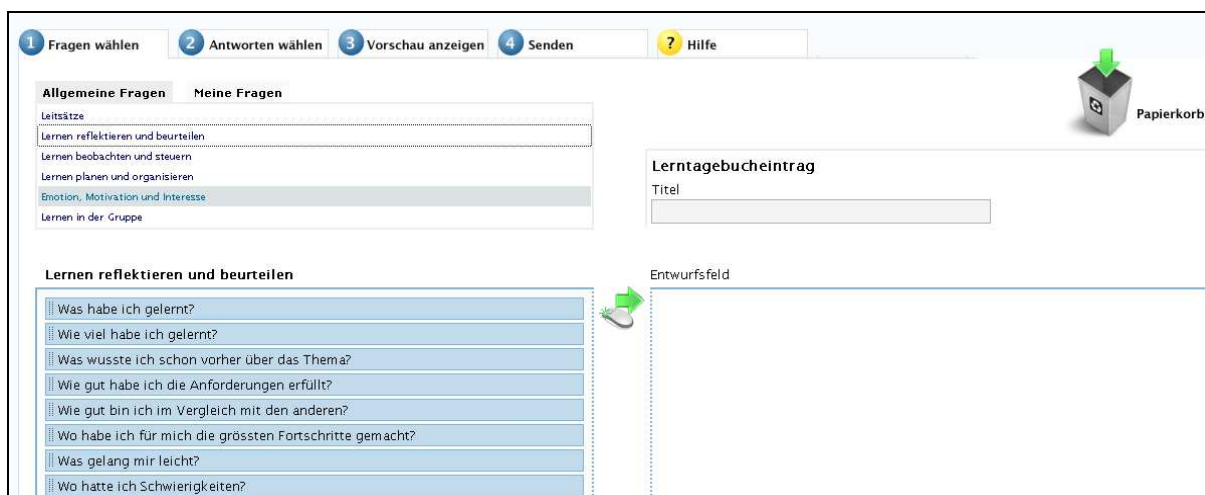 1 Fragen wählen 2 Antworten wählen 3 Vorschau anzeigen 4 Senden ? Hilfe
Papierkorb
Allgemeine Fragen Meine Fragen
Leitsätze
Lernen reflektieren und beurteilen
Lernen beobachten und steuern
Lernen planen und organisieren
Emotion, Motivation und Interesse
Lernen in der Gruppe
Lerntagebucheintrag
Titel
Lernen reflektieren und beurteilen
Was habe ich gelernt?
Wie viel habe ich gelernt?
Was wusste ich schon vorher über das Thema?
Wie gut habe ich die Anforderungen erfüllt?
Wie gut bin ich im Vergleich mit den anderen?
Wo habe ich für mich die grössten Fortschritte gemacht?
Was gelang mir leicht?
Wo hatte ich Schwierigkeiten?
Entwurfsfeld